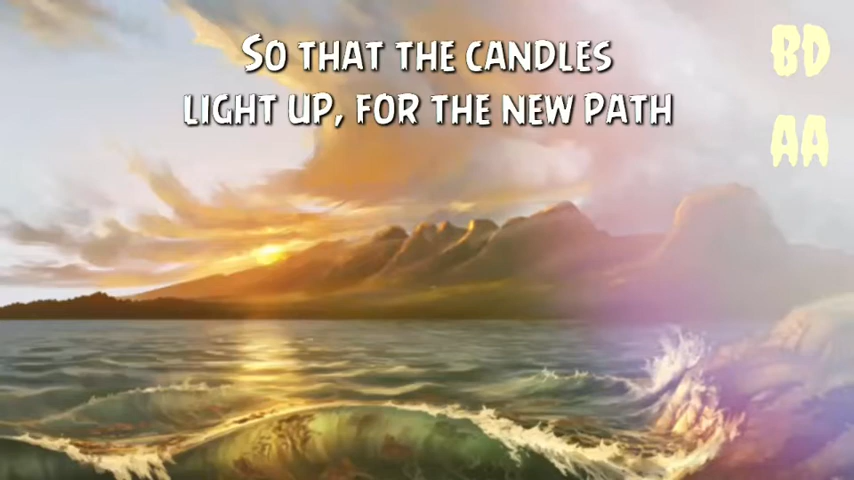 So that the candles
light up, for the new path
BD
AA